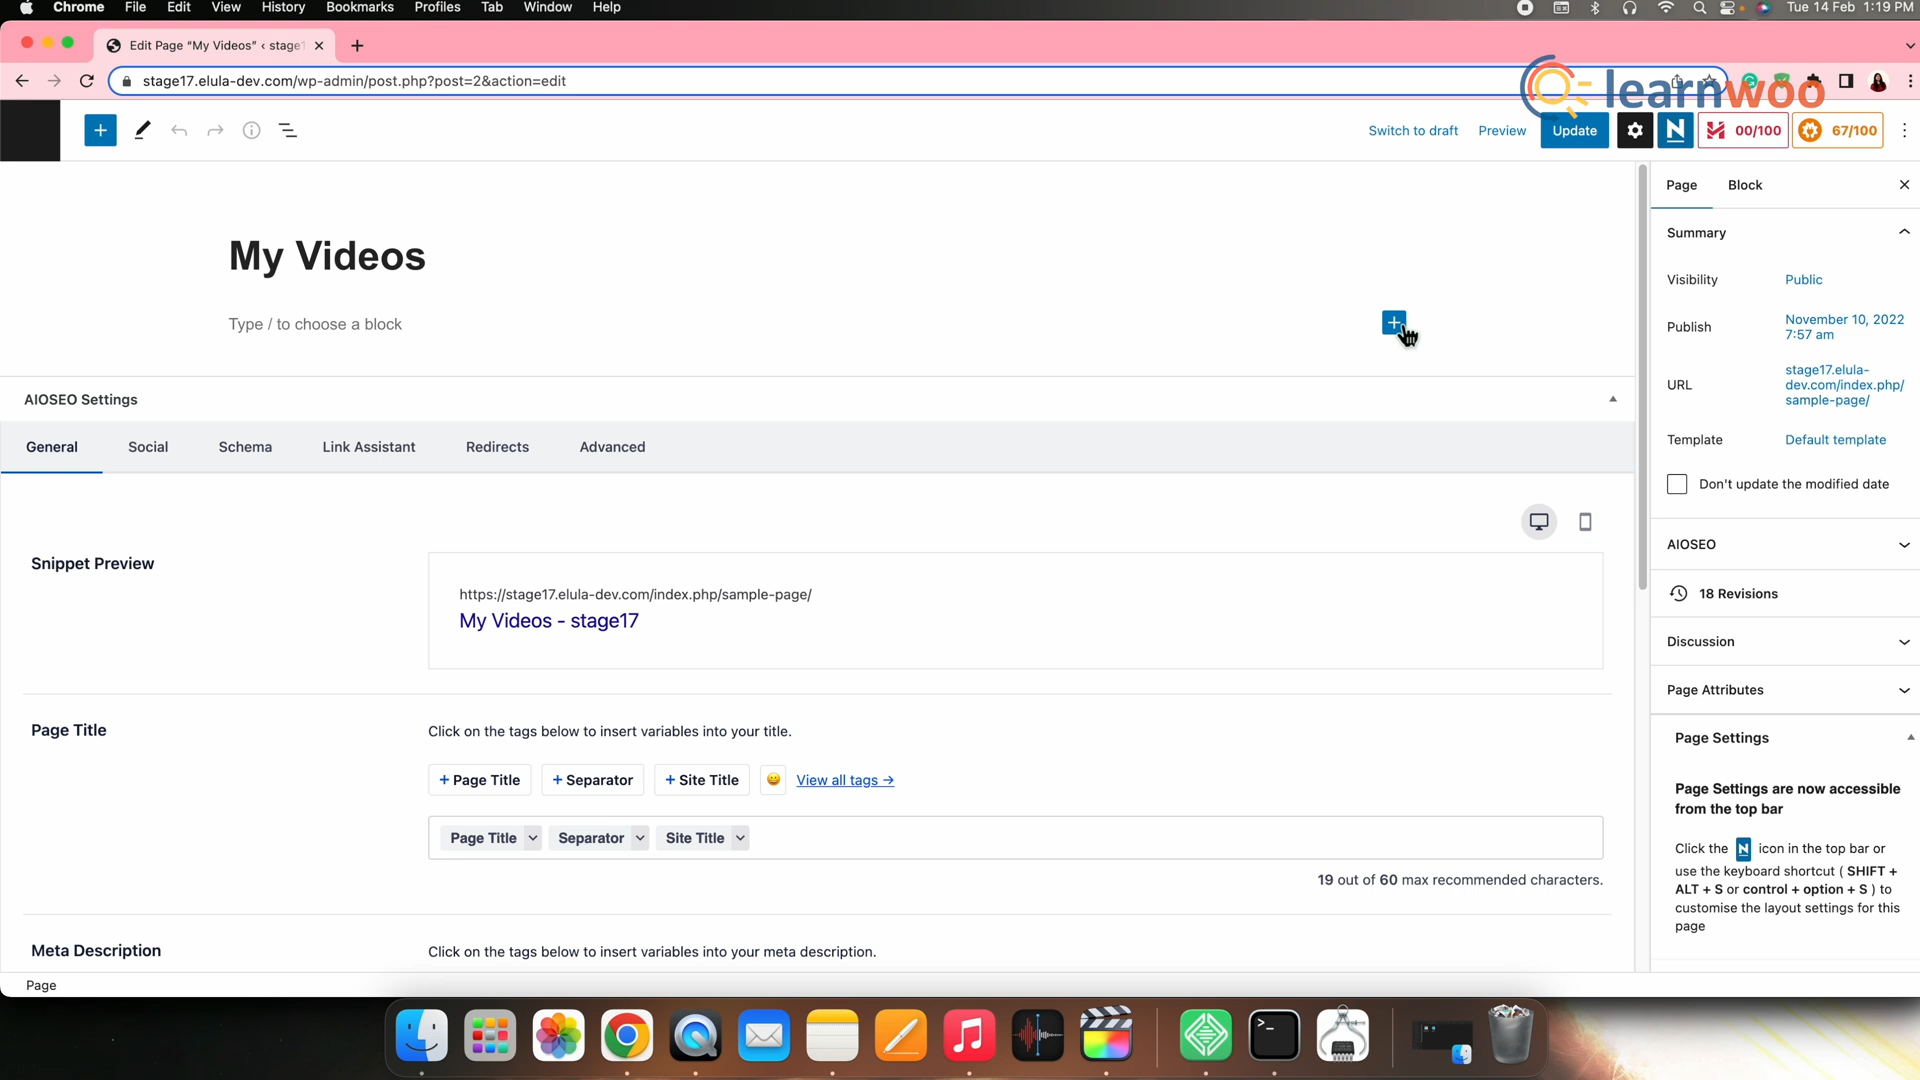 Chrome File Edit View History Bookmarks Profiles Tab Window Help Tue 14 Feb 1:19 PM
Edit Page "My Videos" ‹ stage1
stage17.elula-dev.com/wp-admin/post.php?post=2&action=edit
learnwoo
Switch to draft Preview Update N 00/100 67/100
Page Block
Summary
My Videos
Visibility Public
Type / to choose a block
Publish November 10, 2022
7:57 am
URL stage17.elula-
dev.com/index.php/
sample-page/
AIOSEO Settings
Template Default template
General Social Schema Link Assistant Redirects Advanced
Don't update the modified date
AIOSEO
Snippet Preview
https://stage17.elula-dev.com/index.php/sample-page/
My Videos - stage17
18 Revisions
Discussion
Page Attributes
Page Title Click on the tags below to insert variables into your title.
Page Settings
+ Page Title + Separator + Site Title 😀 View all tags →
Page Settings are now accessible
from the top bar
Page Title Separator Site Title
Click the N icon in the top bar or
use the keyboard shortcut ( SHIFT +
ALT + S or control + option + S ) to
customise the layout settings for this
page
19 out of 60 max recommended characters.
Meta Description Click on the tags below to insert variables into your meta description.
Page